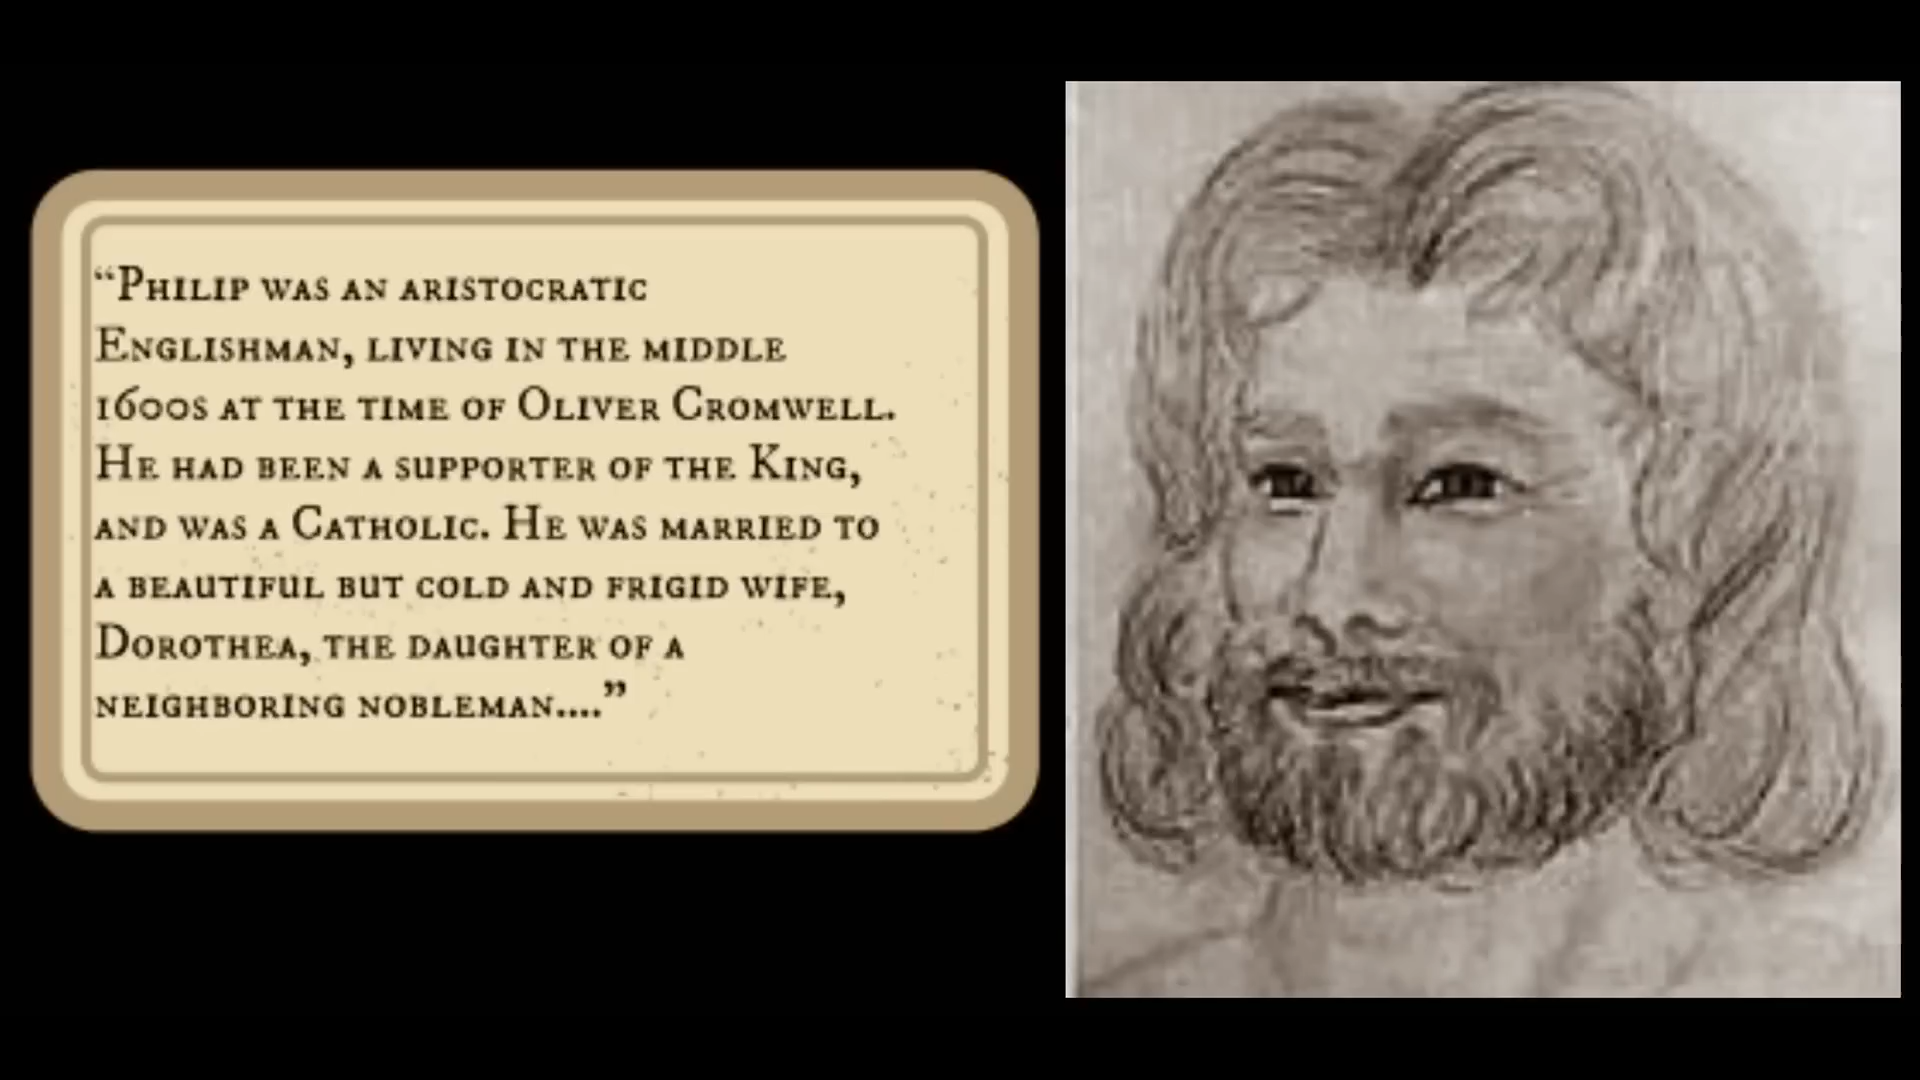 “Philip was an aristocratic
Englishman, living in the middle
1600s at the time of Oliver Cromwell.
He had been a supporter of the King,
and was a Catholic. He was married to
a beautiful but cold and frigid wife,
Dorothea, the daughter of a
neighboring nobleman....”